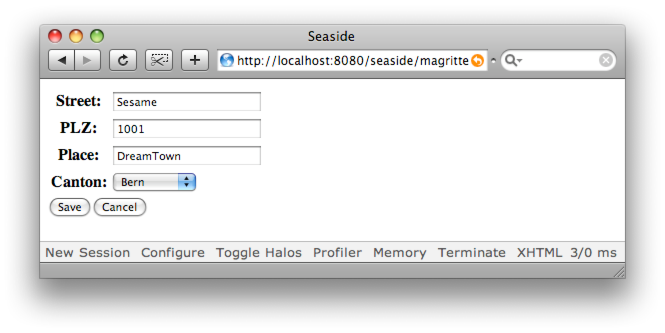 Seaside
http://localhost:8080/seaside/magritte
Street: Sesame
PLZ: 1001
Place: DreamTown
Canton: Bern
Save Cancel
New Session Configure Toggle Halos Profiler Memory Terminate XHTML 3/0 ms